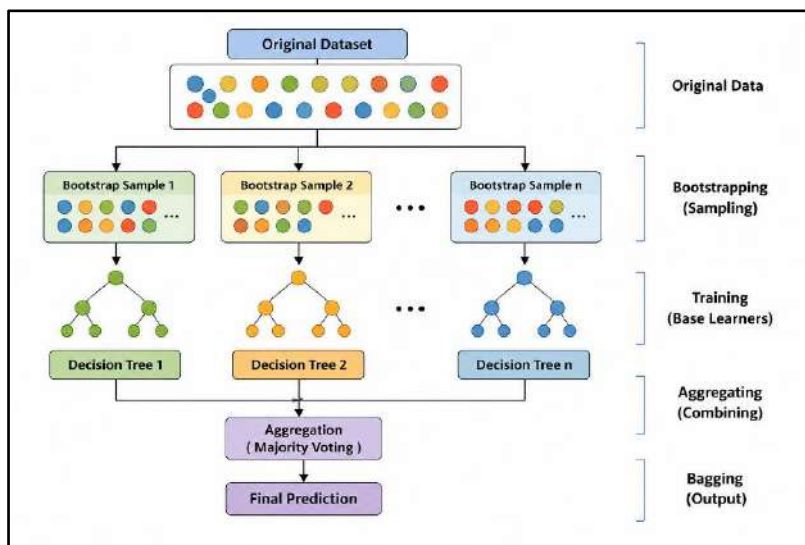 Original Dataset
Original Data
Bootstrap Sample 1
Bootstrap Sample 2
Bootstrap Sample n
...
...
...
Bootstrapping
(Sampling)
Training
(Base Learners)
Decision Tree 1
Decision Tree 2
Decision Tree n
Aggregating
(Combining)
Aggregation
( Majority Voting )
Final Prediction
Bagging
(Output)